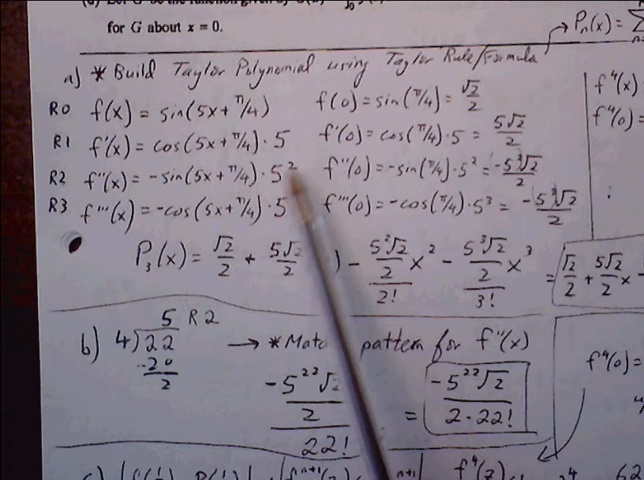 for G about x = 0.
→ Pₙ(x) = Σ
a) * Build Taylor Polynomial using Taylor Rule/Formula
R0 f(x) = sin(5x + π/4) f(0) = sin(π/4) = √2/2
R1 f'(x) = cos(5x + π/4)·5 f'(0) = cos(π/4)·5 = 5√2/2
R2 f''(x) = -sin(5x + π/4)·5² f''(0) = -sin(π/4)·5² = -5²√2/2
R3 f'''(x) = -cos(5x + π/4)·5 f'''(0) = -cos(π/4)·5³ = -5³√2/2
f⁴(x)
f⁴(0) =
P₃(x) = √2/2 + 5√2/2 ) - (5²√2/2)/2! x² - (5³√2/2)/3! x³ = √2/2 + 5√2/2 x
b) 4)22 5 R2
-20
2
→ * Matc pattern for f''(x)
(-5²²√2/2)/22! = -5²²√2/(2·22!)
f⁴(0) =